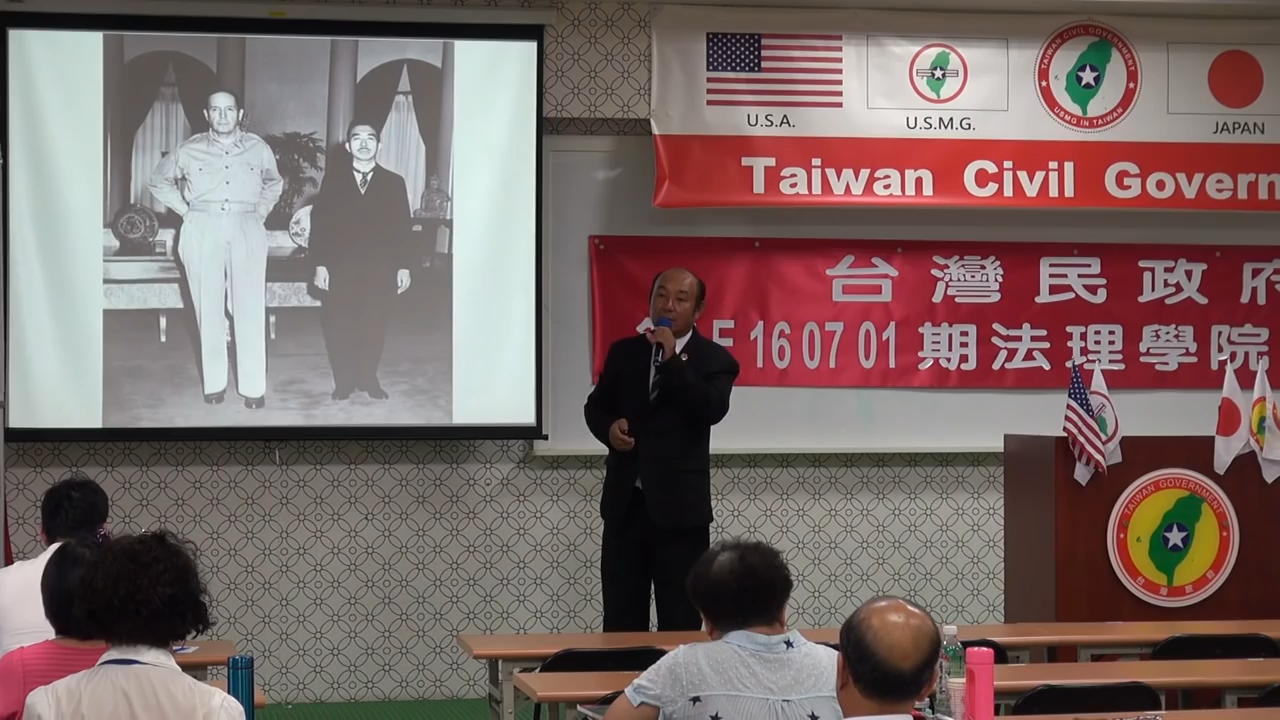 U.S.A.
U.S.M.G.
TAIWAN CIVIL GOVERNMENT
USMG IN TAIWAN
JAPAN
Taiwan Civil Govern
台灣民政府
E 16 07 01 期法理學院
TAIWAN GOVERNMENT